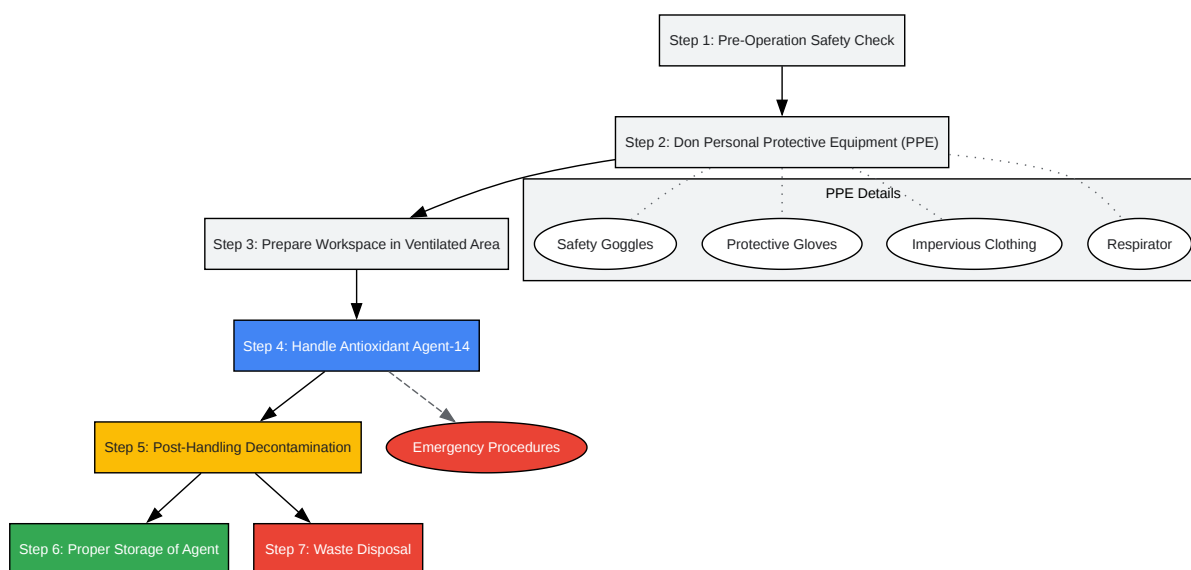 Step 1: Pre-Operation Safety Check
Step 2: Don Personal Protective Equipment (PPE)
PPE Details
Step 3: Prepare Workspace in Ventilated Area
Safety Goggles
Protective Gloves
Impervious Clothing
Respirator
Step 4: Handle Antioxidant Agent-14
Step 5: Post-Handling Decontamination
Emergency Procedures
Step 6: Proper Storage of Agent
Step 7: Waste Disposal